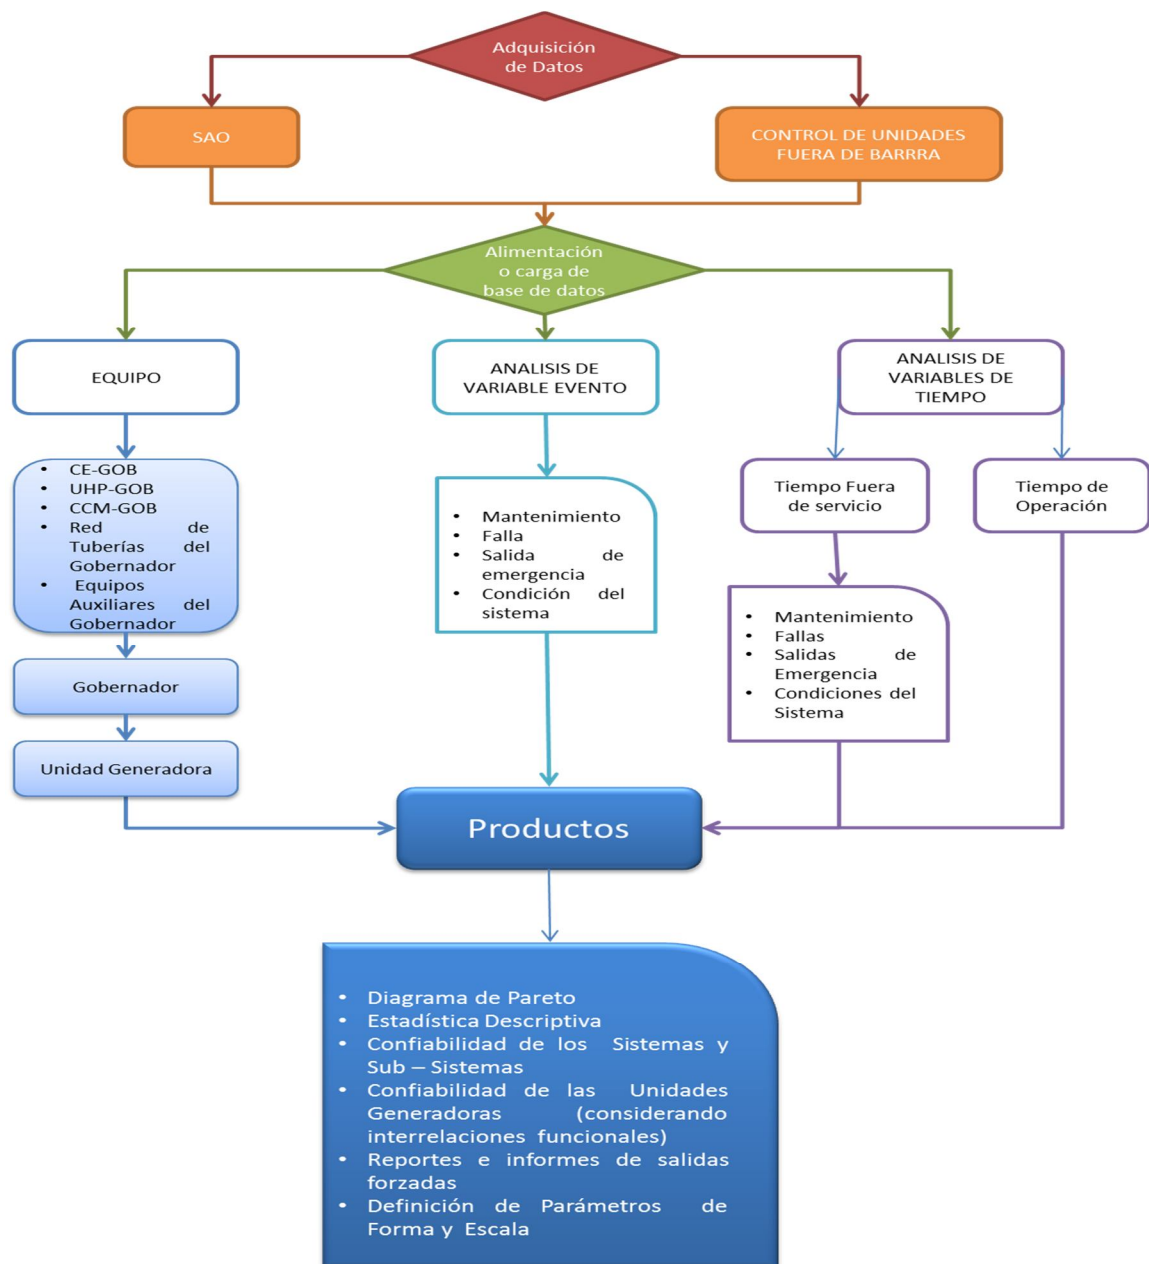 Adquisición
de Datos
SAO
CONTROL DE UNIDADES
FUERA DE BARRRA
Alimentación
o carga de
base de datos
EQUIPO
ANALISIS DE
VARIABLE EVENTO
ANALISIS DE
VARIABLES DE
TIEMPO
• CE-GOB
• UHP-GOB
• CCM-GOB
• Red de
Tuberías del
Gobernador
• Equipos
Auxiliares del
Gobernador
• Mantenimiento
• Falla
• Salida de
emergencia
• Condición del
sistema
Tiempo Fuera
de servicio
Tiempo de
Operación
• Mantenimiento
• Fallas
• Salidas de
Emergencia
• Condiciones del
Sistema
Gobernador
Unidad Generadora
Productos
• Diagrama de Pareto
• Estadística Descriptiva
• Confiabilidad de los Sistemas y
Sub – Sistemas
• Confiabilidad de las Unidades
Generadoras (considerando
interrelaciones funcionales)
• Reportes e informes de salidas
forzadas
• Definición de Parámetros de
Forma y Escala